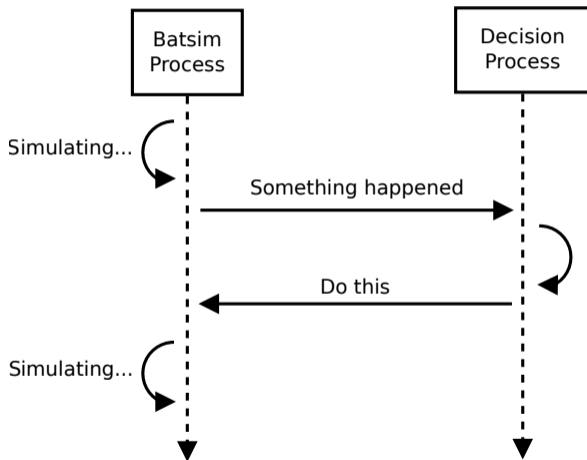 Batsim
Process
Decision
Process
Simulating...
Something happened
Do this
Simulating...